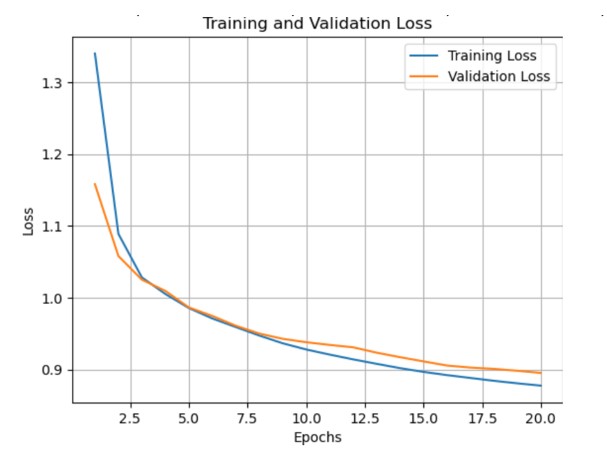 Training and Validation Loss
Training Loss
Validation Loss
1.3
1.2
1.1
1.0
0.9
Loss
2.5 5.0 7.5 10.0 12.5 15.0 17.5 20.0
Epochs